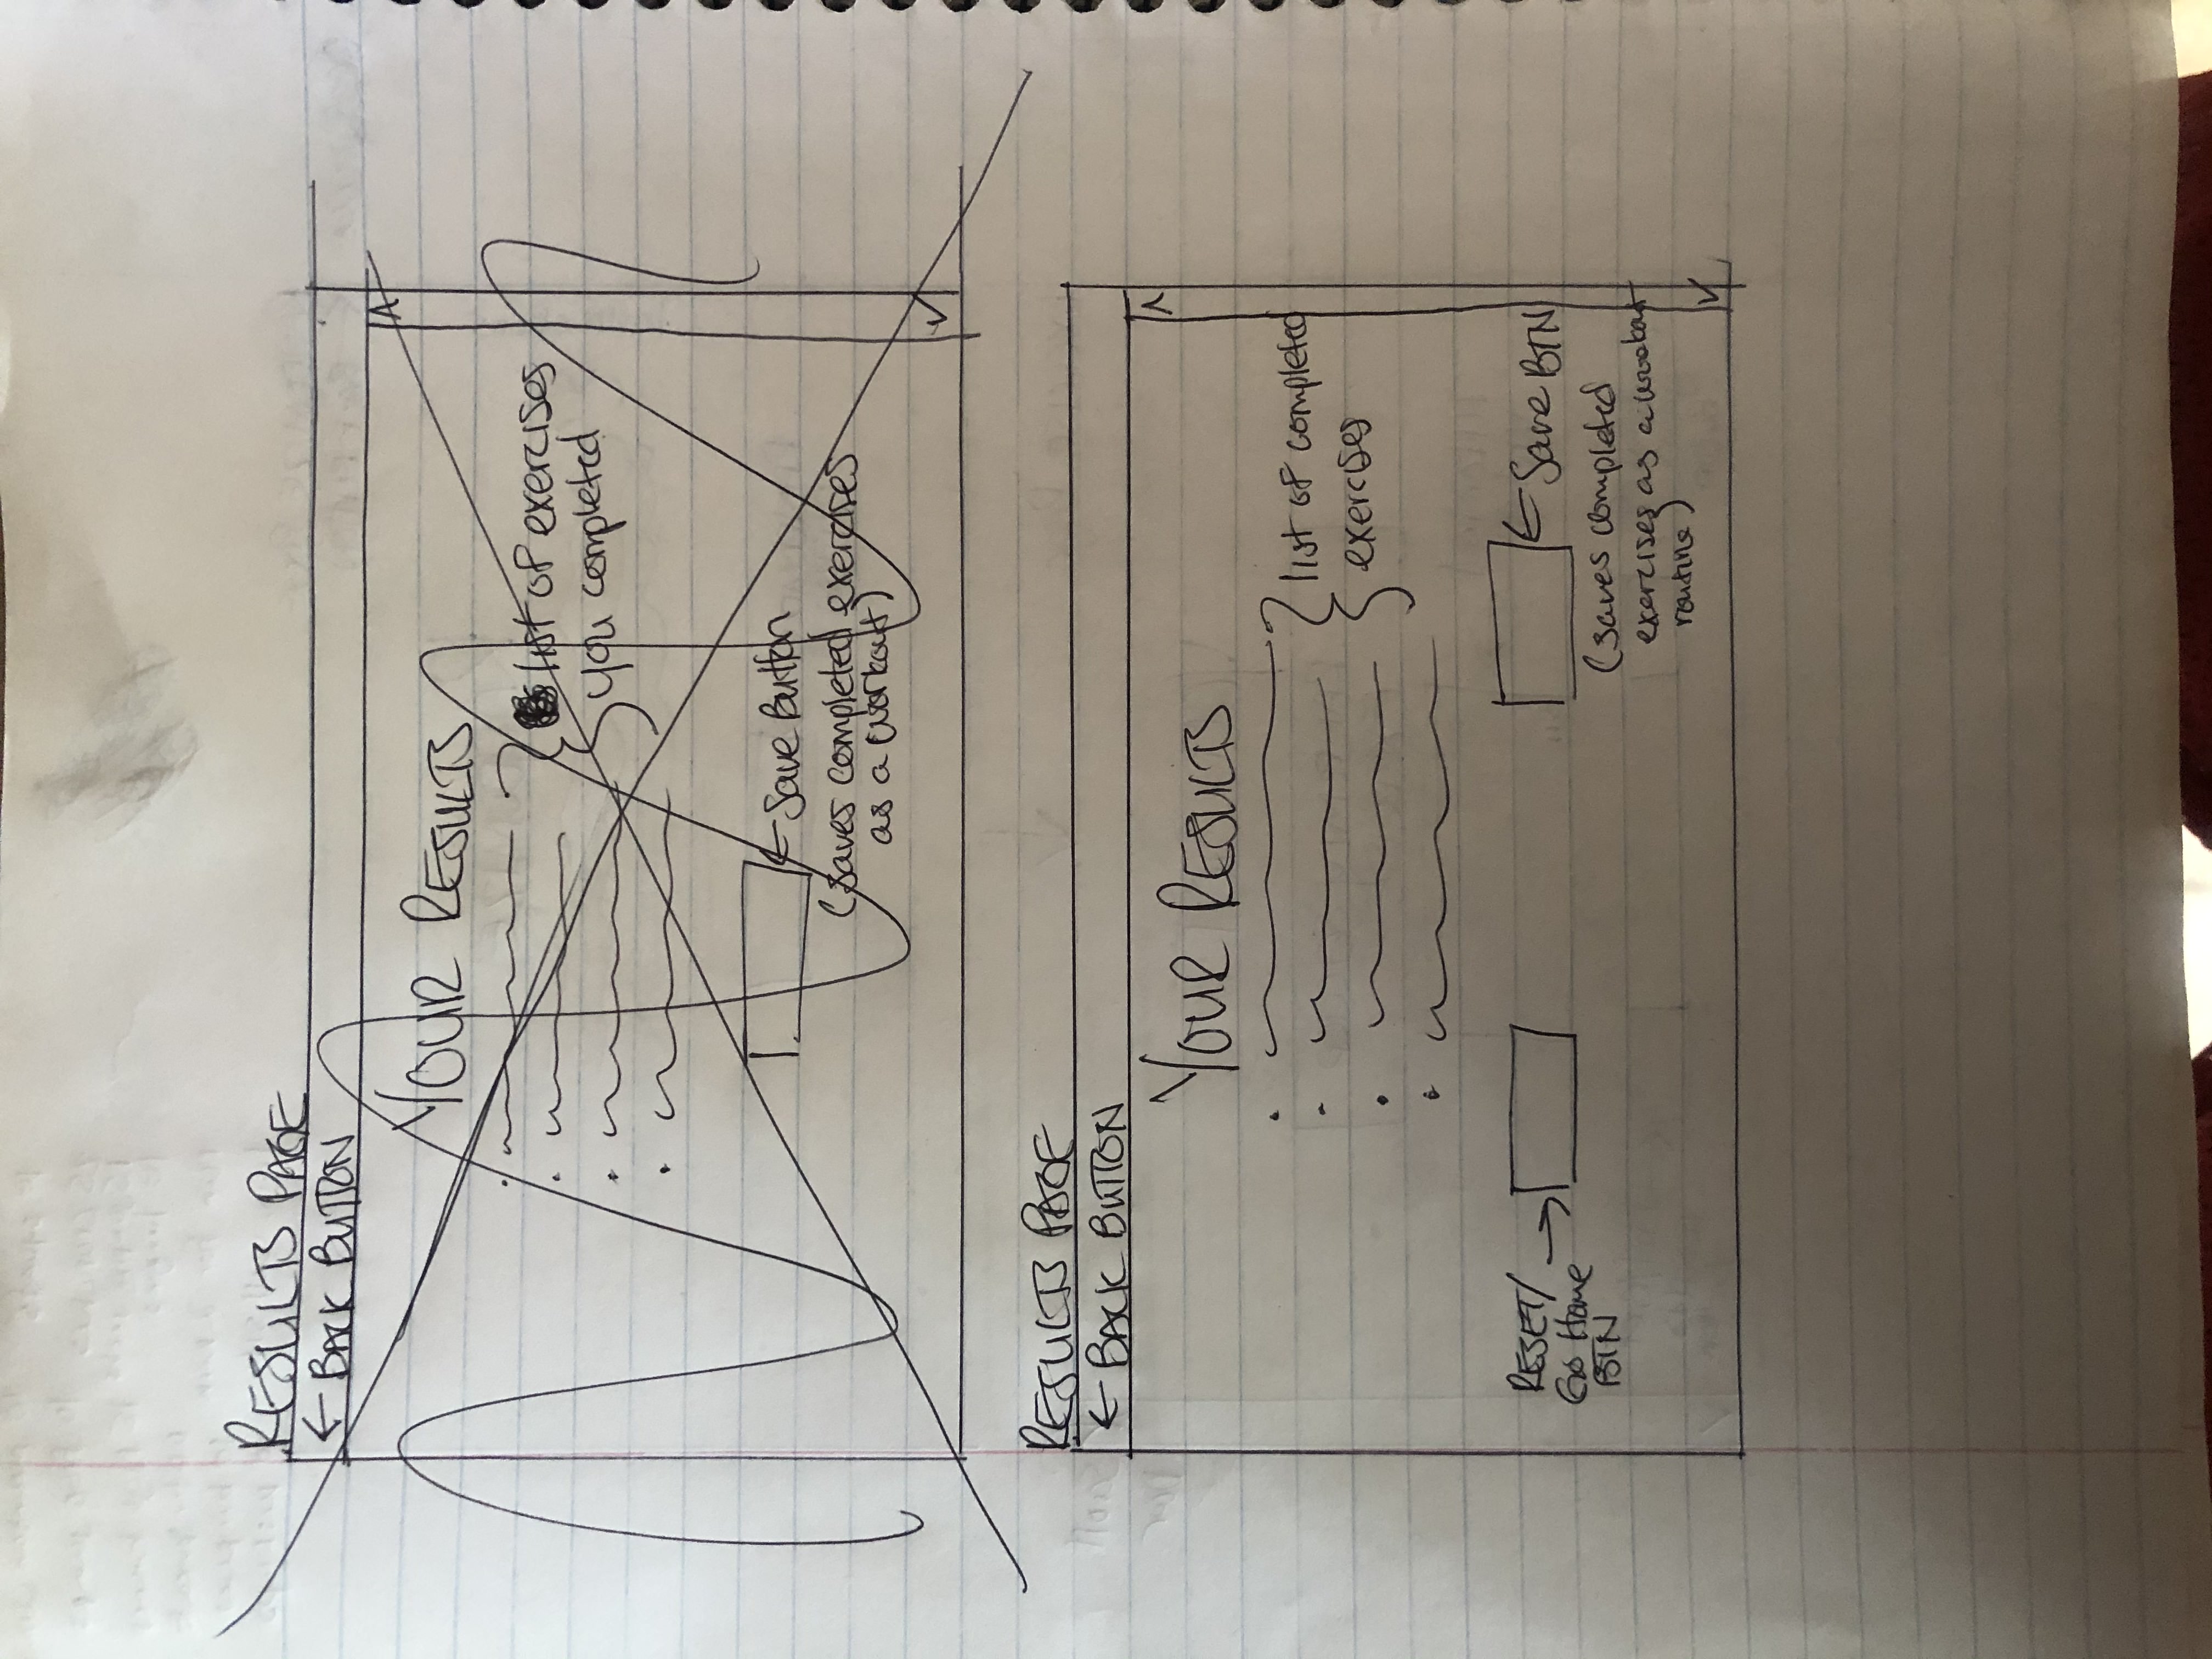 RESULTS PAGE
← BACK BUTTON
YOUR RESULTS
list of exercises
you completed
← Save Button
(saves completed exercises
as a workout)
RESULTS PAGE
← BACK BUTTON
YOUR RESULTS
list of completed
exercises
RESET/ →
Go Home
BTN
← Save BTN
(saves completed
exercises as a workout
routine)